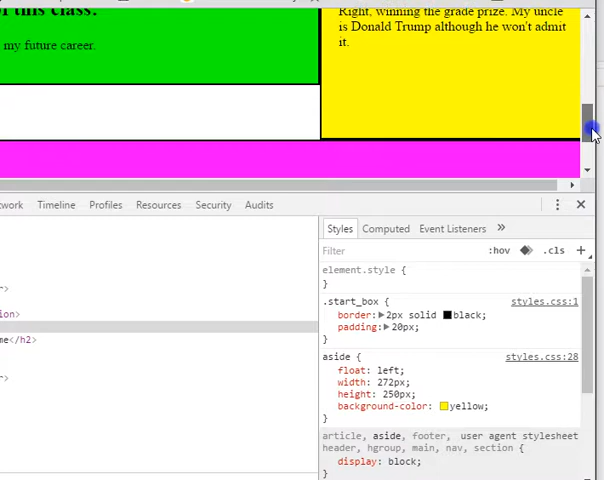 of this class!
Right, winning the grade prize. My uncle
is Donald Trump although he won't admit
it.
my future career.
Timeline Profiles Resources Security Audits
Styles Computed Event Listeners »
Filter :hov .cls +
element.style {
}
.start_box { styles.css:1
border: 2px solid black;
padding: 20px;
}
aside { styles.css:28
float: left;
width: 272px;
height: 250px;
background-color: yellow;
}
article, aside, footer, user agent stylesheet
header, hgroup, main, nav, section {
display: block;
}
ion>
</h2>